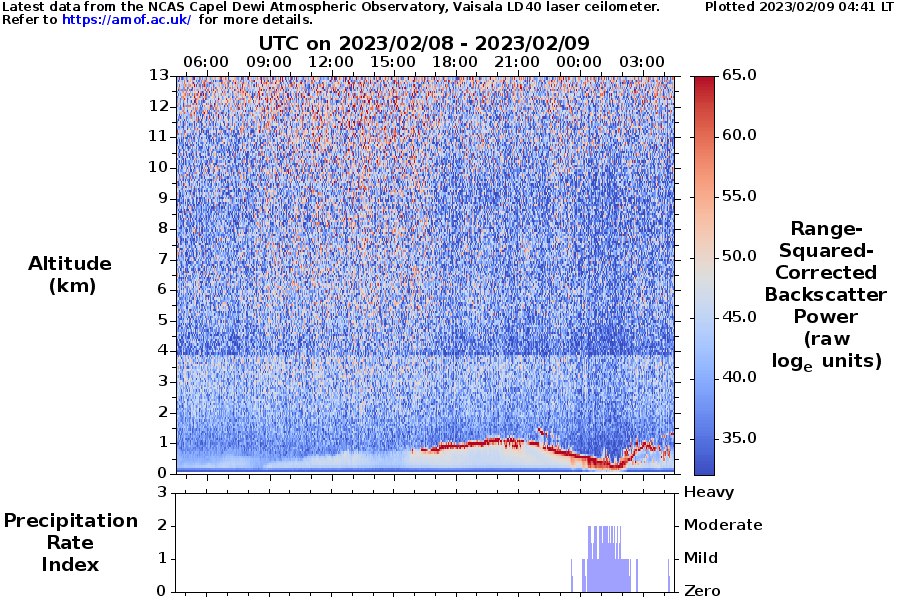 Latest data from the NCAS Capel Dewi Atmospheric Observatory, Vaisala LD40 laser ceilometer.
Plotted 2023/02/09 04:41 LT
Refer to https://amof.ac.uk/ for more details.
UTC on 2023/02/08 - 2023/02/09
06:00 09:00 12:00 15:00 18:00 21:00 00:00 03:00
13
12
11
10
9
8
7
6
5
4
3
2
1
0
Altitude
(km)
65.0
60.0
55.0
50.0
45.0
40.0
35.0
Range-
Squared-
Corrected
Backscatter
Power
(raw
logₑ units)
Precipitation
Rate
Index
3
2
1
0
Heavy
Moderate
Mild
Zero